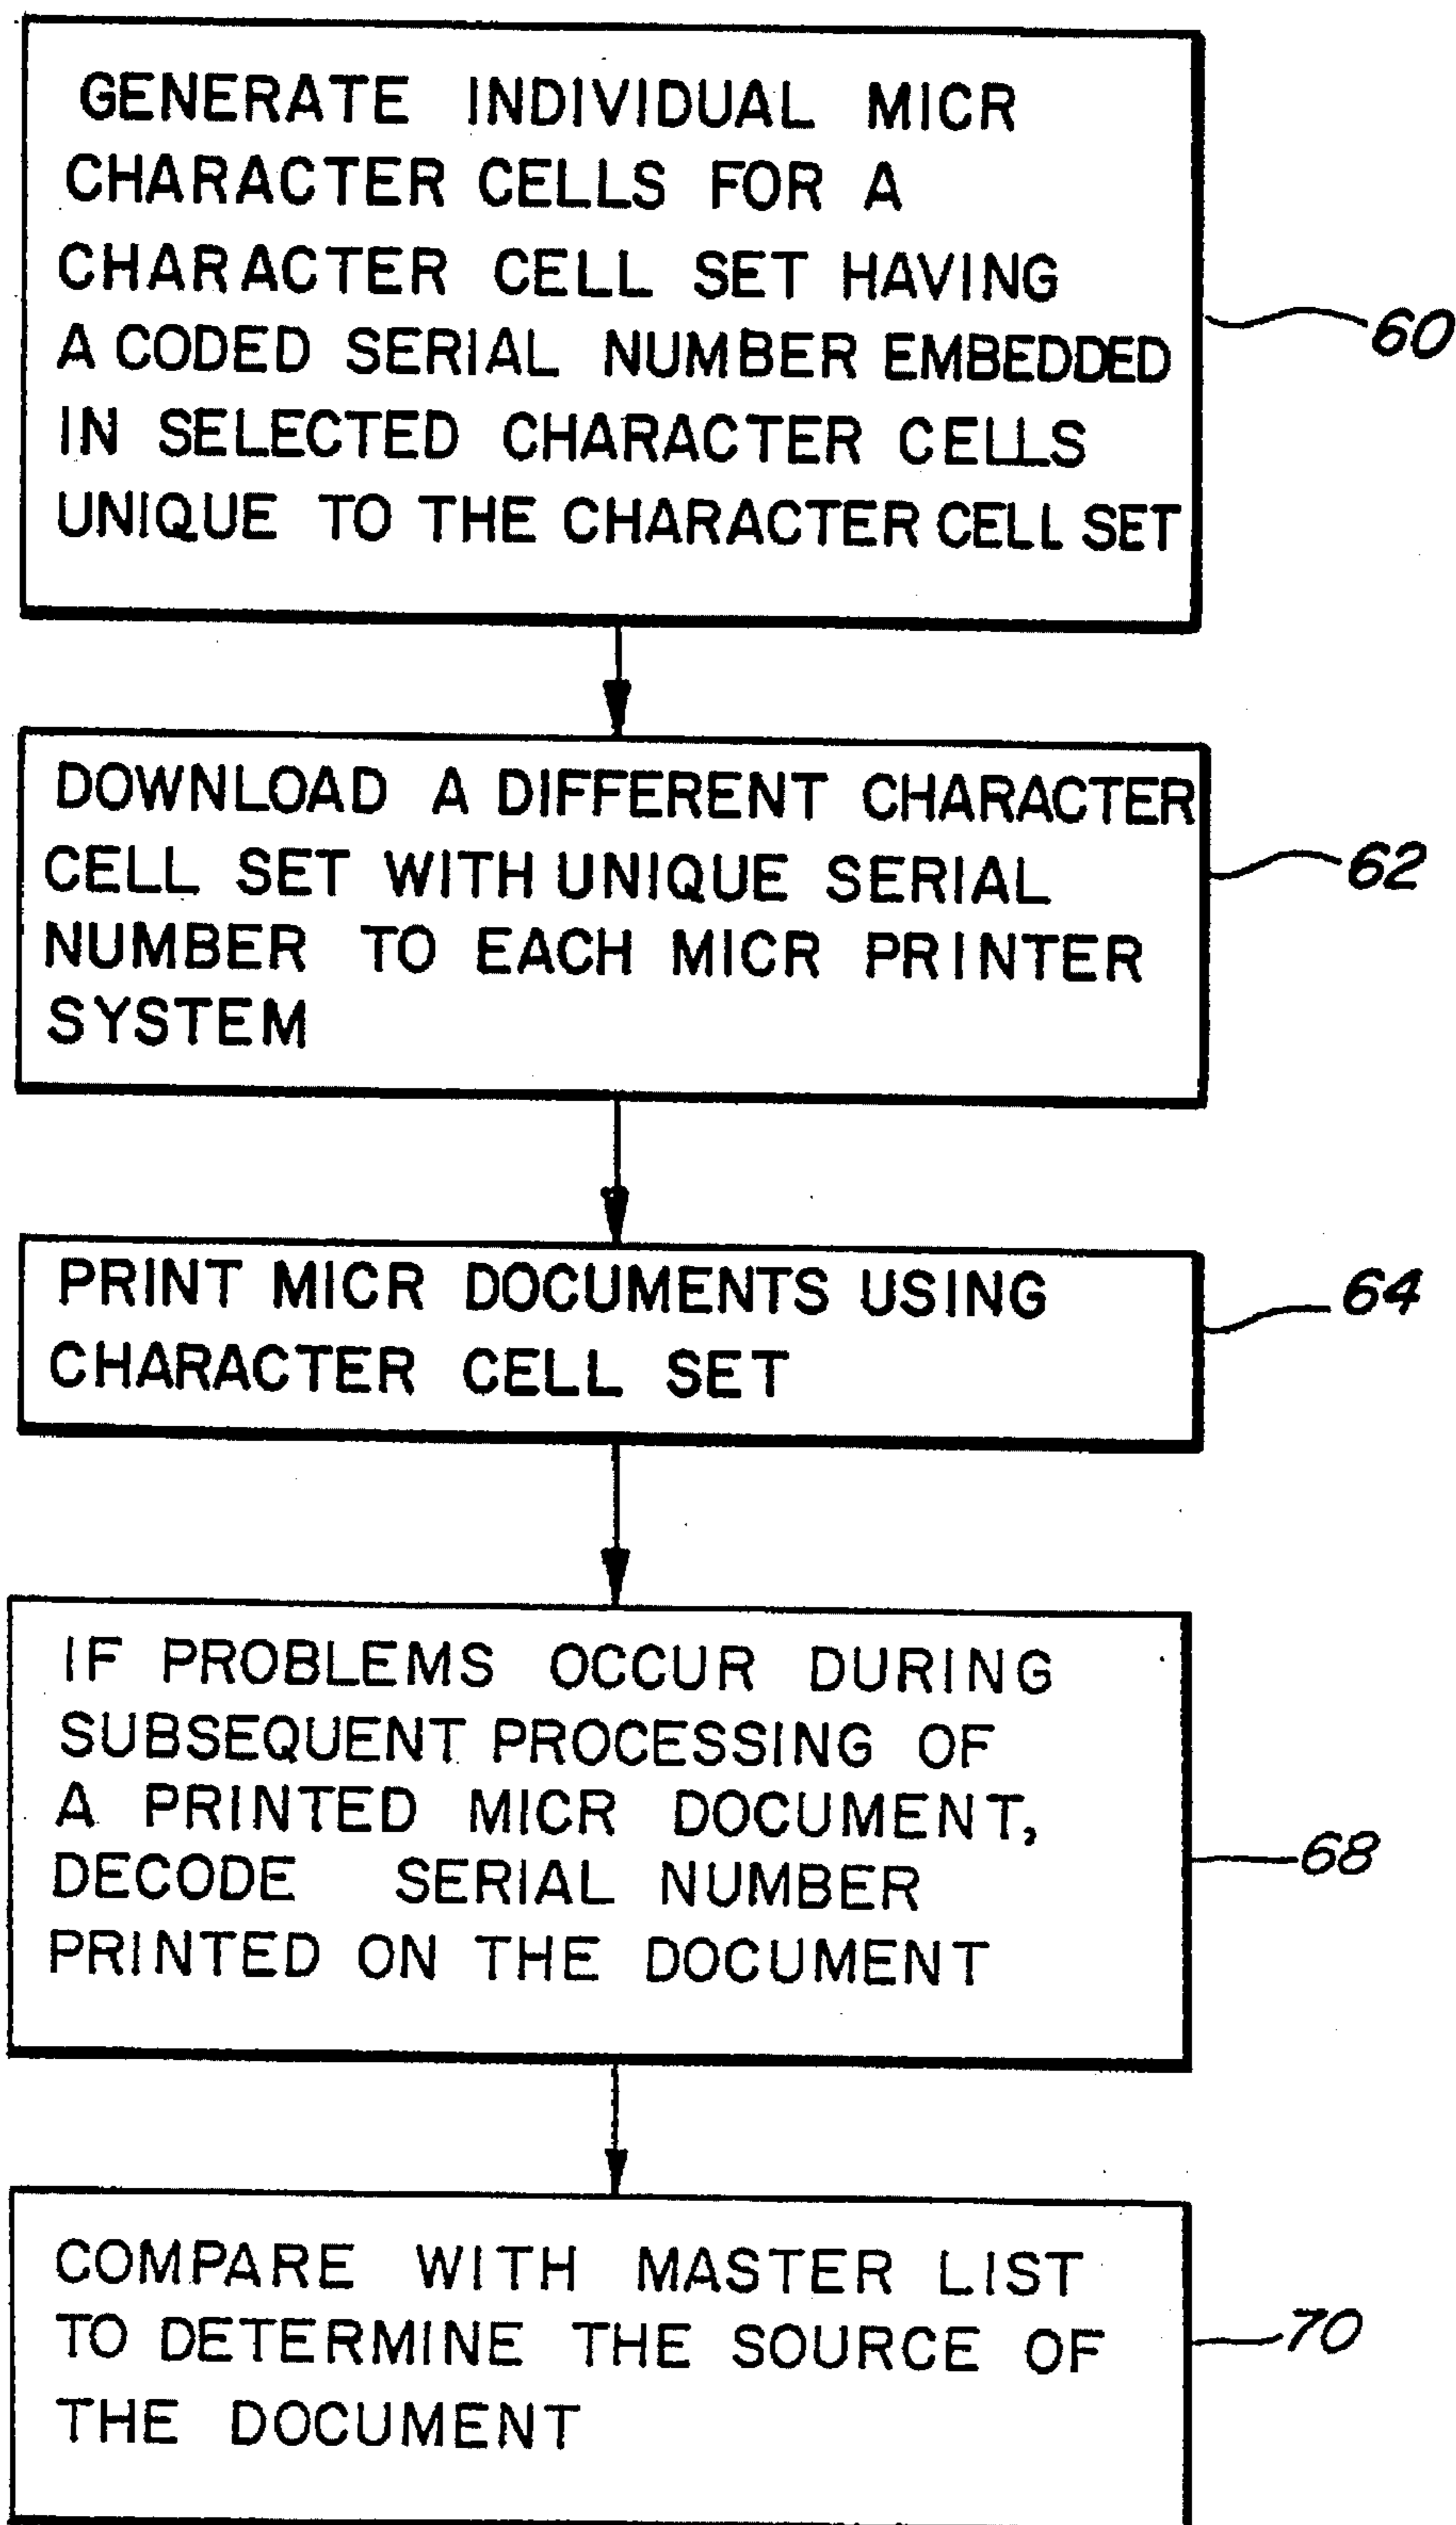 GENERATE INDIVIDUAL MICR
CHARACTER CELLS FOR A
CHARACTER CELL SET HAVING
A CODED SERIAL NUMBER EMBEDDED
IN SELECTED CHARACTER CELLS
UNIQUE TO THE CHARACTER CELL SET
60
DOWNLOAD A DIFFERENT CHARACTER
CELL SET WITH UNIQUE SERIAL
NUMBER TO EACH MICR PRINTER
SYSTEM
62
PRINT MICR DOCUMENTS USING
CHARACTER CELL SET
64
IF PROBLEMS OCCUR DURING
SUBSEQUENT PROCESSING OF
A PRINTED MICR DOCUMENT,
DECODE SERIAL NUMBER
PRINTED ON THE DOCUMENT
68
COMPARE WITH MASTER LIST
TO DETERMINE THE SOURCE OF
THE DOCUMENT
70